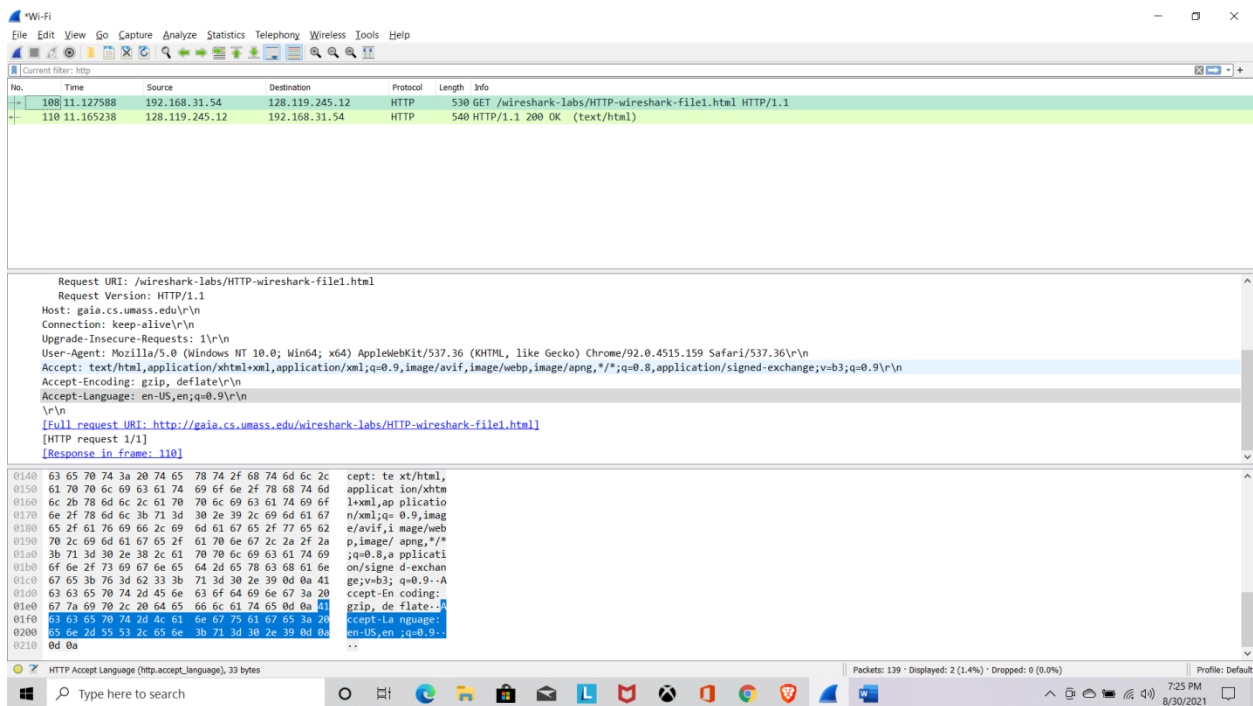 *Wi-Fi
File Edit View Go Capture Analyze Statistics Telephony Wireless Tools Help
Current filter: http
No. Time Source Destination Protocol Length Info
108 11.127588 192.168.31.54 128.119.245.12 HTTP 530 GET /wireshark-labs/HTTP-wireshark-file1.html HTTP/1.1
110 11.165238 128.119.245.12 192.168.31.54 HTTP 540 HTTP/1.1 200 OK (text/html)
Request URI: /wireshark-labs/HTTP-wireshark-file1.html
Request Version: HTTP/1.1
Host: gaia.cs.umass.edu\r\n
Connection: keep-alive\r\n
Upgrade-Insecure-Requests: 1\r\n
User-Agent: Mozilla/5.0 (Windows NT 10.0; Win64; x64) AppleWebKit/537.36 (KHTML, like Gecko) Chrome/92.0.4515.159 Safari/537.36\r\n
Accept: text/html,application/xhtml+xml,application/xml;q=0.9,image/avif,image/webp,image/apng,*/*;q=0.8,application/signed-exchange;v=b3;q=0.9\r\n
Accept-Encoding: gzip, deflate\r\n
Accept-Language: en-US,en;q=0.9\r\n
\r\n
[Full request URI: http://gaia.cs.umass.edu/wireshark-labs/HTTP-wireshark-file1.html]
[HTTP request 1/1]
[Response in frame: 110]
0140 63 65 70 74 3a 20 74 65 78 74 2f 68 74 6d 6c 2c cept: te xt/html,
0150 61 70 70 6c 69 63 61 74 69 6f 6e 2f 78 68 74 6d applicat ion/xhtm
0160 6c 2b 78 6d 6c 2c 61 70 70 6c 69 63 61 74 69 6f l+xml,ap plicatio
0170 6e 2f 78 6d 6c 3b 71 3d 30 2e 39 2c 69 6d 61 67 n/xml;q= 0.9,imag
0180 65 2f 61 76 69 66 2c 69 6d 61 67 65 2f 77 65 62 e/avif,i mage/web
0190 70 2c 69 6d 61 67 65 2f 61 70 6e 67 2c 2a 2f 2a p,image/ apng,*/*
01a0 3b 71 3d 30 2e 38 2c 61 70 70 6c 69 63 61 74 69 ;q=0.8,a pplicati
01b0 6f 6e 2f 73 69 67 6e 65 64 2d 65 78 63 68 61 6e on/signe d-exchan
01c0 67 65 3b 76 3d 62 33 3b 71 3d 30 2e 39 0d 0a 41 ge;v=b3; q=0.9··A
01d0 63 63 65 70 74 2d 45 6e 63 6f 64 69 6e 67 3a 20 ccept-En coding:
01e0 67 7a 69 70 2c 20 64 65 66 6c 61 74 65 0d 0a 41 gzip, de flate··A
01f0 63 63 65 70 74 2d 4c 61 6e 67 75 61 67 65 3a 20 ccept-La nguage:
0200 65 6e 2d 55 53 2c 65 6e 3b 71 3d 30 2e 39 0d 0a en-US,en ;q=0.9··
0210 0d 0a ··
HTTP Accept Language (http.accept_language), 33 bytes Packets: 139 · Displayed: 2 (1.4%) · Dropped: 0 (0.0%) Profile: Default
Type here to search L W 7:25 PM
8/30/2021